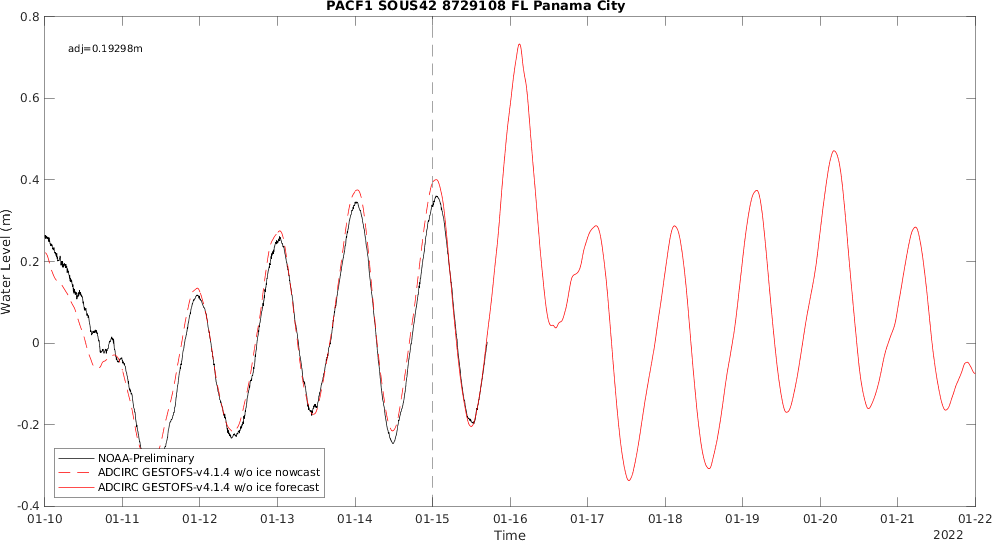 PACF1 SOUS42 8729108 FL Panama City
adj=0.19298m
Water Level (m)
0.8
0.6
0.4
0.2
0
-0.2
-0.4
NOAA-Preliminary
ADCIRC GESTOFS-v4.1.4 w/o ice nowcast
ADCIRC GESTOFS-v4.1.4 w/o ice forecast
01-10 01-11 01-12 01-13 01-14 01-15 01-16 01-17 01-18 01-19 01-20 01-21 01-22
Time
2022